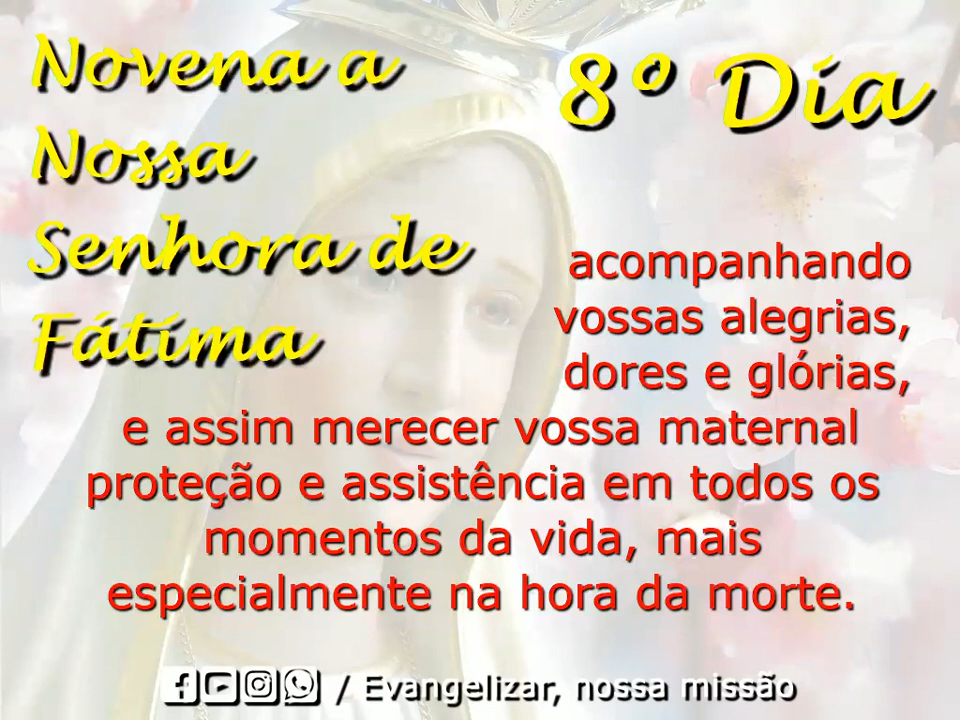 Novena a
Nossa
Senhora de
Fátima
8º Dia
acompanhando
vossas alegrias,
dores e glórias,
e assim merecer vossa maternal
proteção e assistência em todos os
momentos da vida, mais
especialmente na hora da morte.
/ Evangelizar, nossa missão